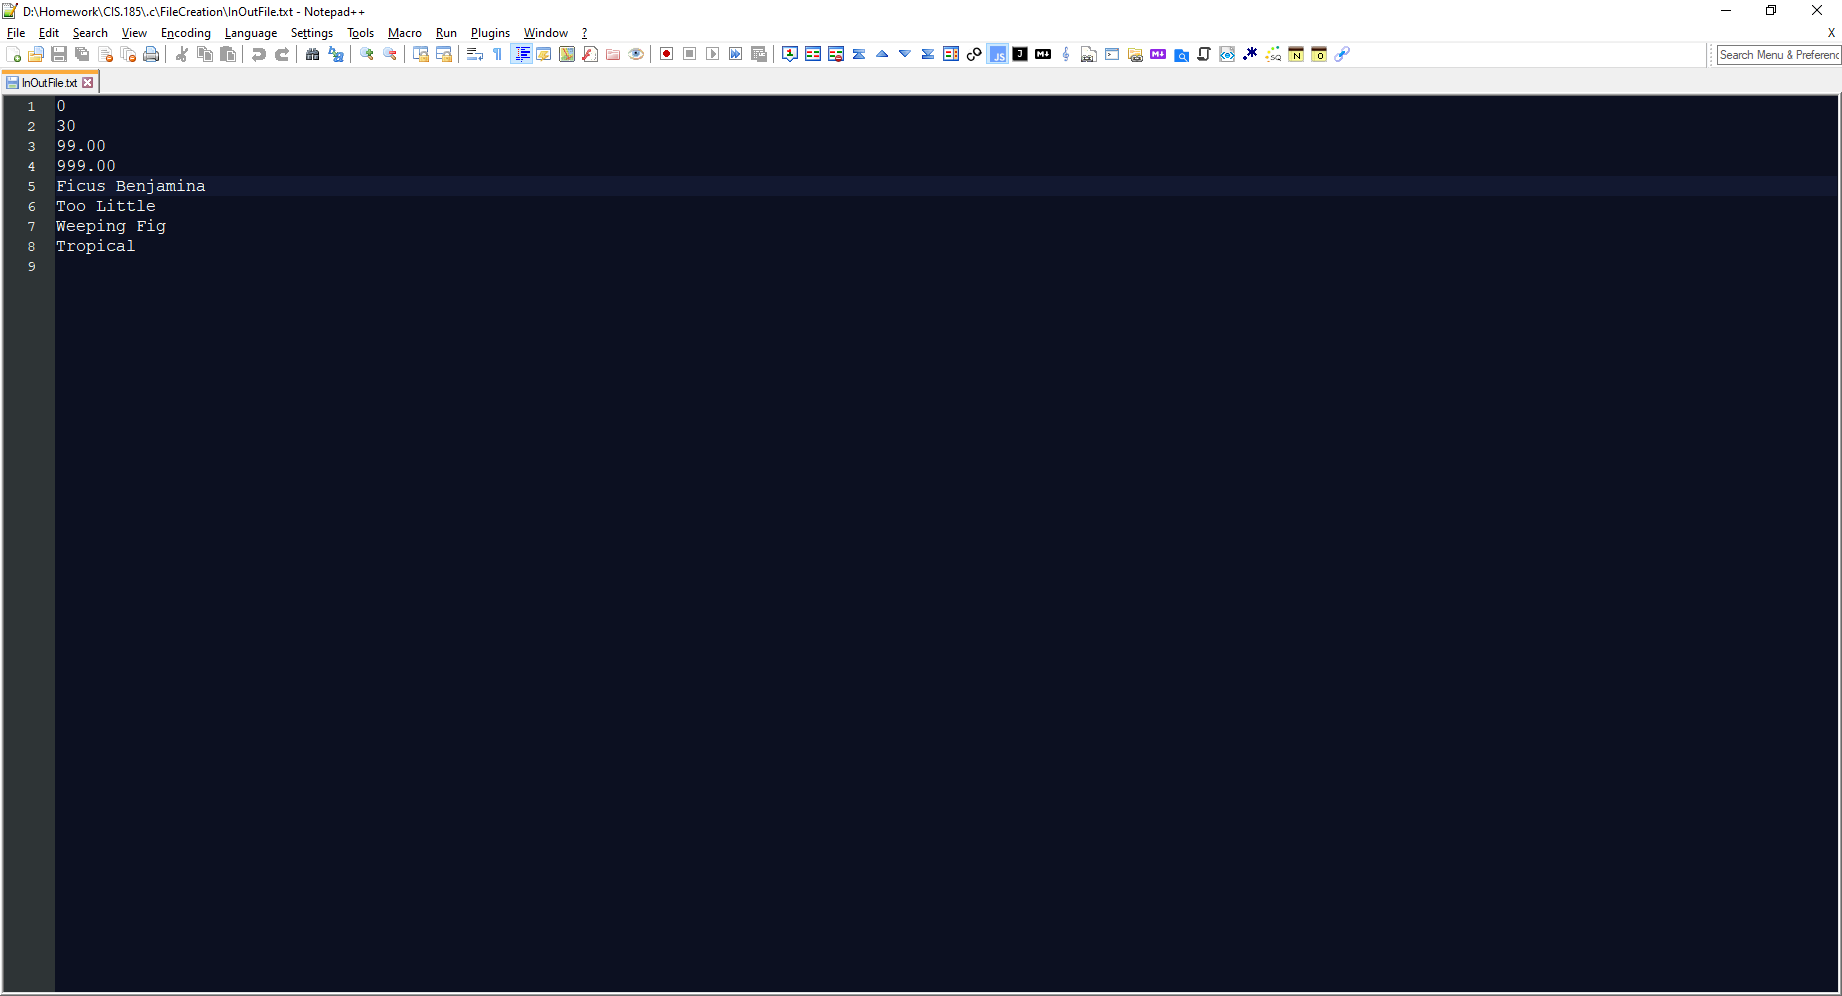 D:\Homework\CIS.185\.c\FileCreation\InOutFile.txt - Notepad++
File Edit Search View Encoding Language Settings Tools Macro Run Plugins Window ? X
Search Menu & Preferenc
InOutFile.txt
1 0
2 30
3 99.00
4 999.00
5 Ficus Benjamina
6 Too Little
7 Weeping Fig
8 Tropical
9